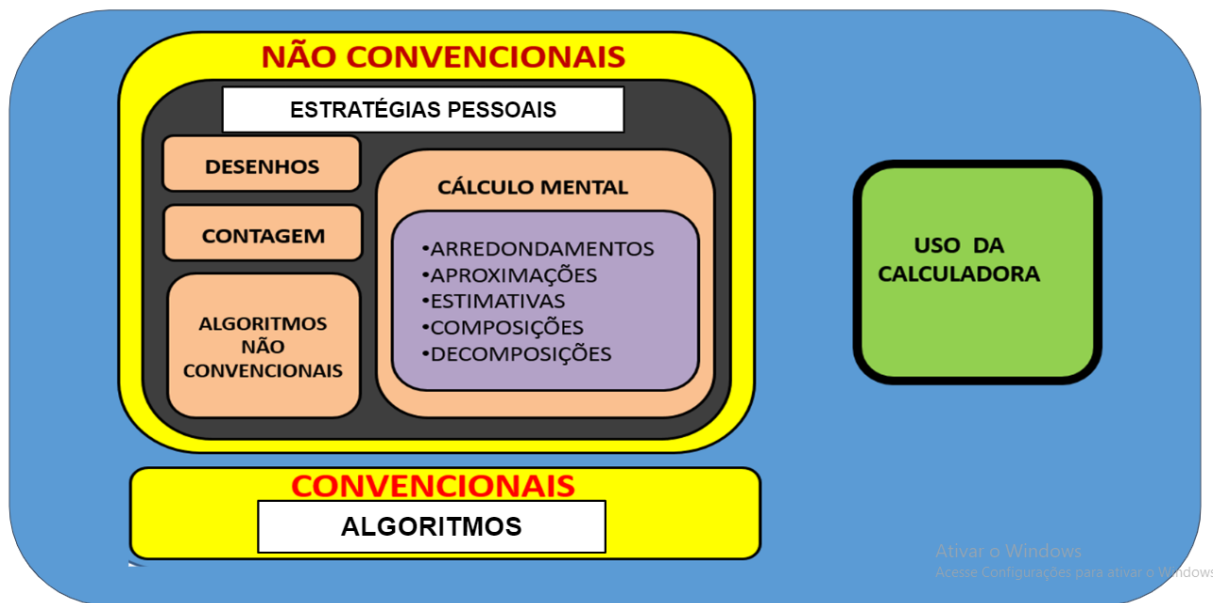 NÃO CONVENCIONAIS
ESTRATÉGIAS PESSOAIS
DESENHOS
CONTAGEM
ALGORITMOS
NÃO
CONVENCIONAIS
CÁLCULO MENTAL
•ARREDONDAMENTOS
•APROXIMAÇÕES
•ESTIMATIVAS
•COMPOSIÇÕES
•DECOMPOSIÇÕES
USO DA
CALCULADORA
CONVENCIONAIS
ALGORITMOS
Ativar o Windows
Acesse Configurações para ativar o Windows